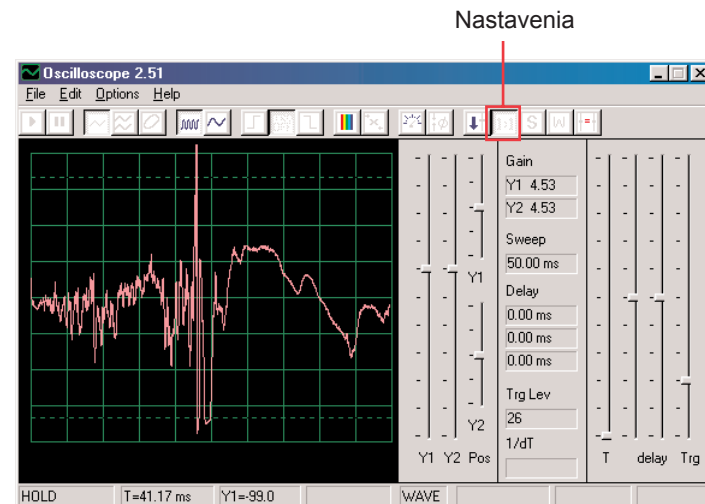 Nastavenia
Oscilloscope 2.51
File Edit Options Help
Gain
Y1 4.53
Y2 4.53
Sweep
50.00 ms
Delay
0.00 ms
0.00 ms
0.00 ms
Trg Lev
26
1/dT
Y1
Y2
Y1 Y2 Pos
T delay Trg
HOLD T=41.17 ms Y1=-99.0 WAVE